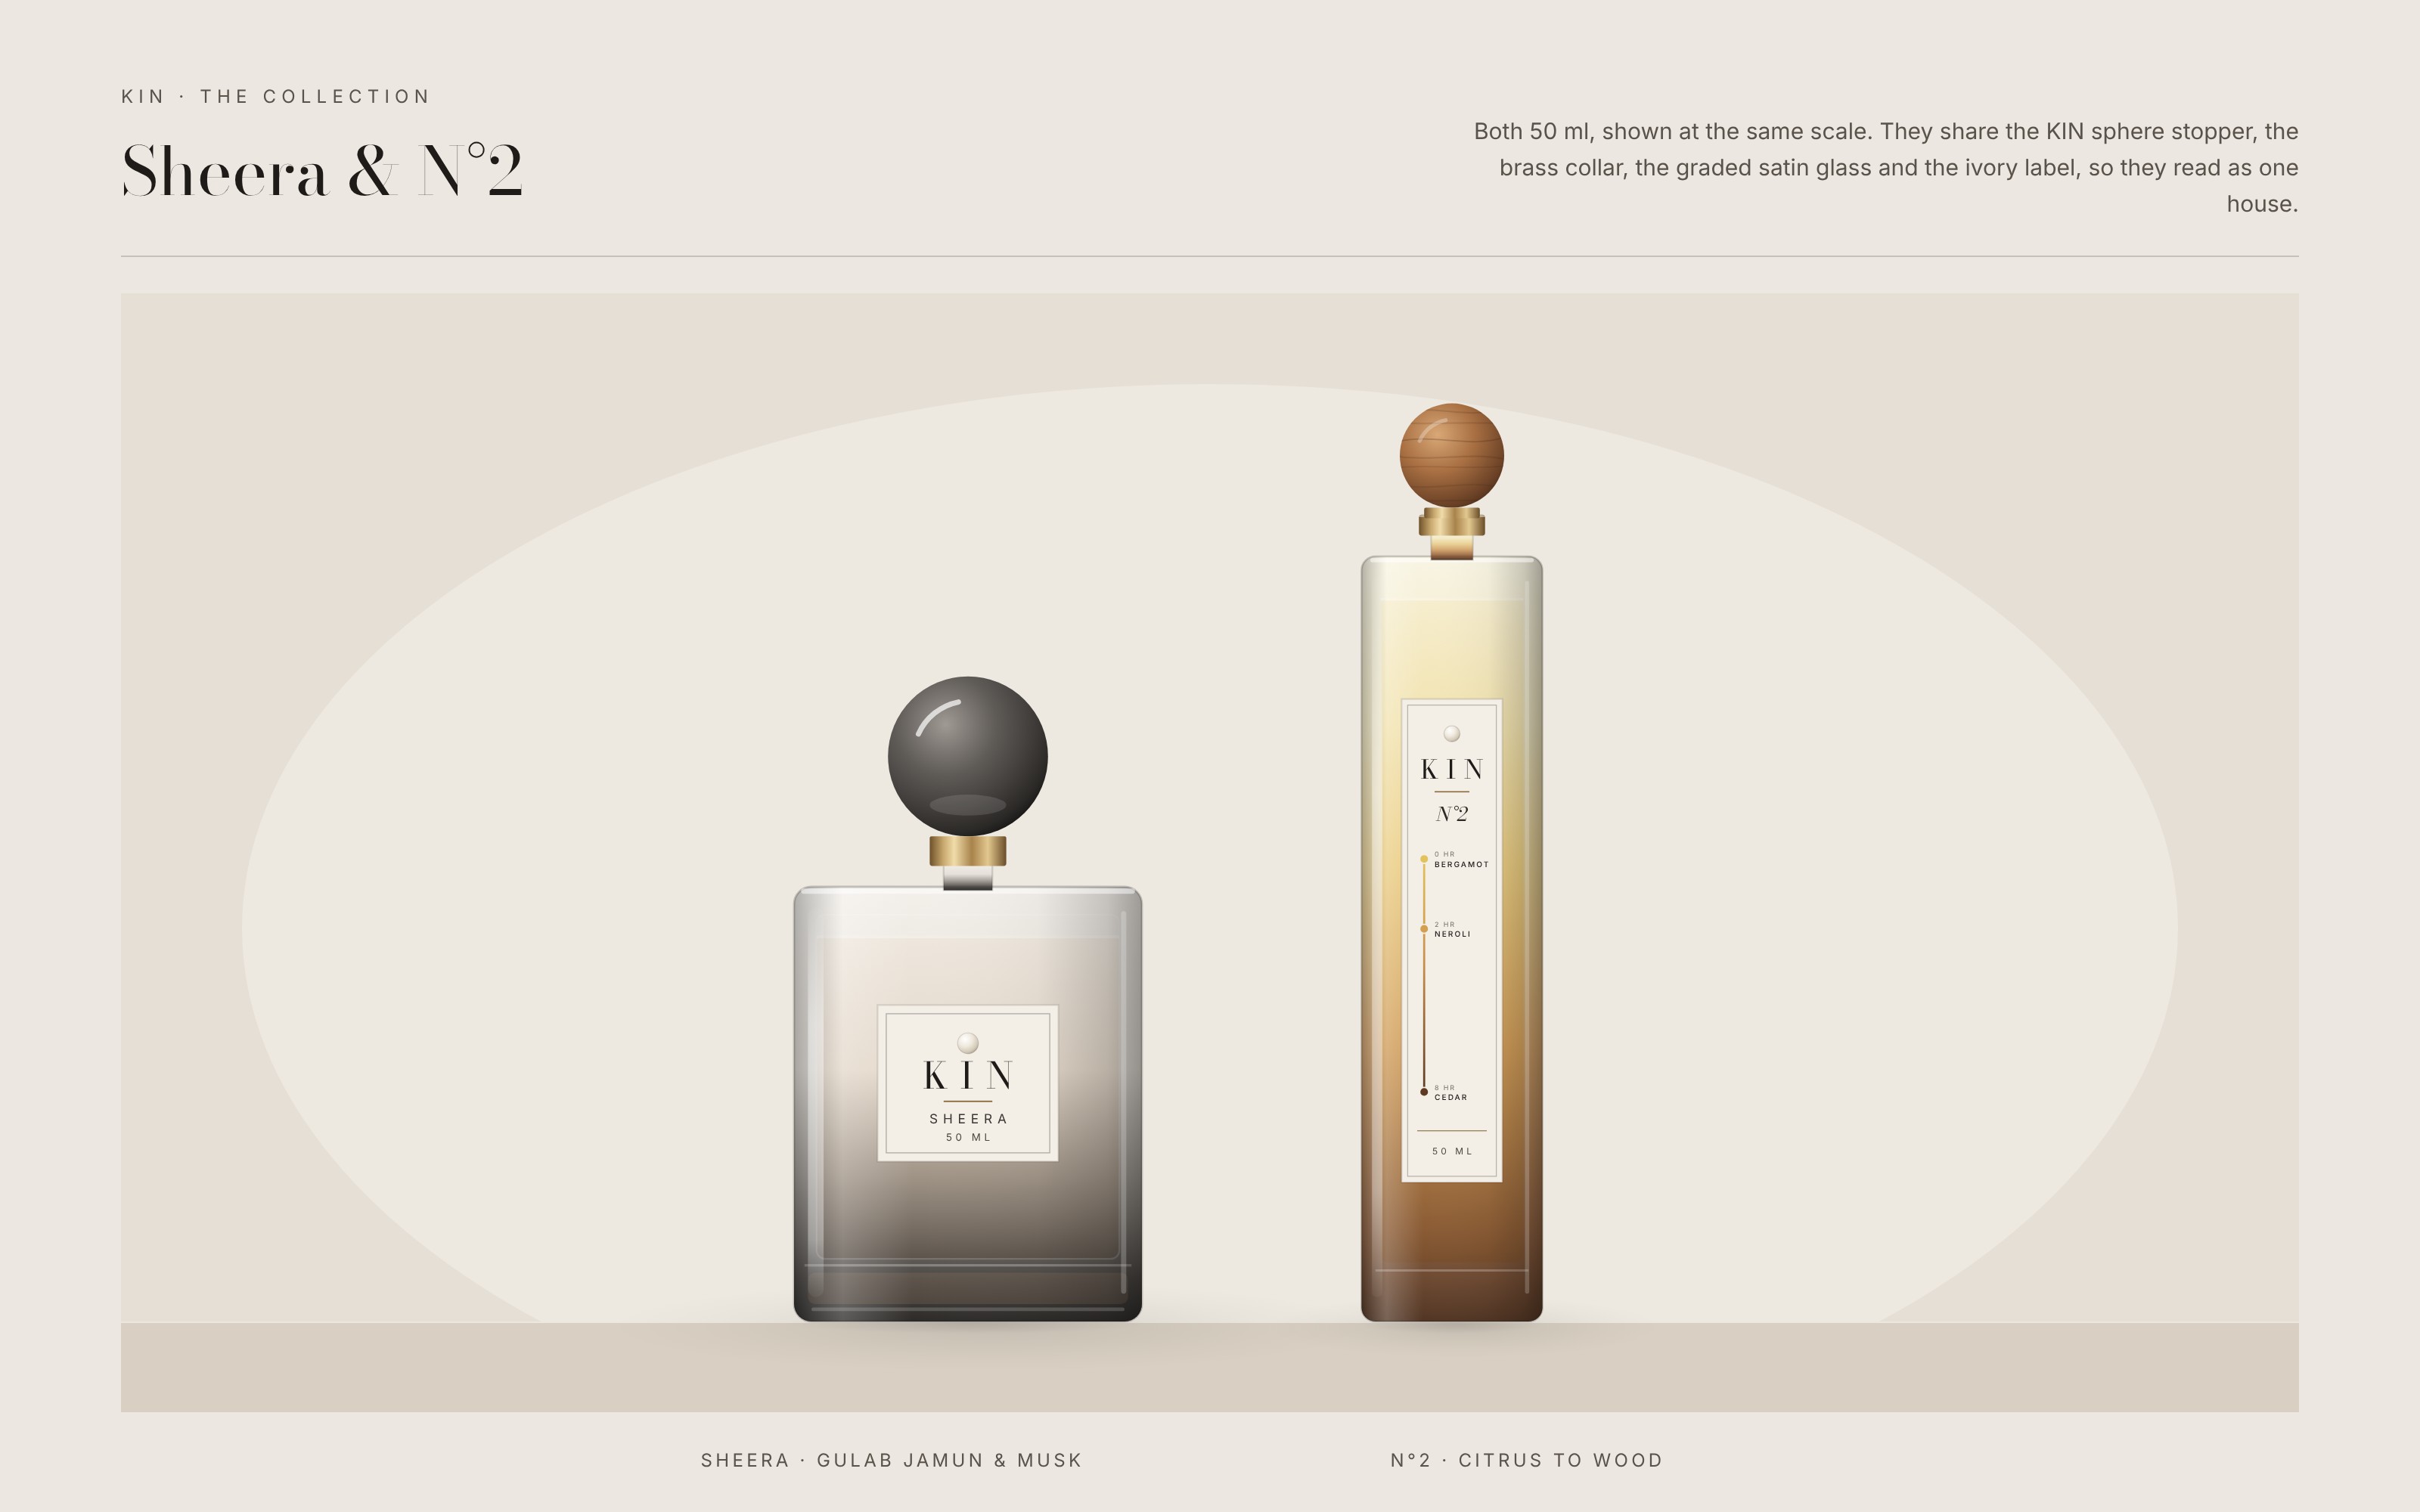 KIN · THE COLLECTION
Sheera & N°2
Both 50 ml, shown at the same scale. They share the KIN sphere stopper, the
brass collar, the graded satin glass and the ivory label, so they read as one
house.
KIN
SHEERA
50 ML
KIN
N°2
0 HR
BERGAMOT
2 HR
NEROLI
8 HR
CEDAR
50 ML
SHEERA · GULAB JAMUN & MUSK
N°2 · CITRUS TO WOOD